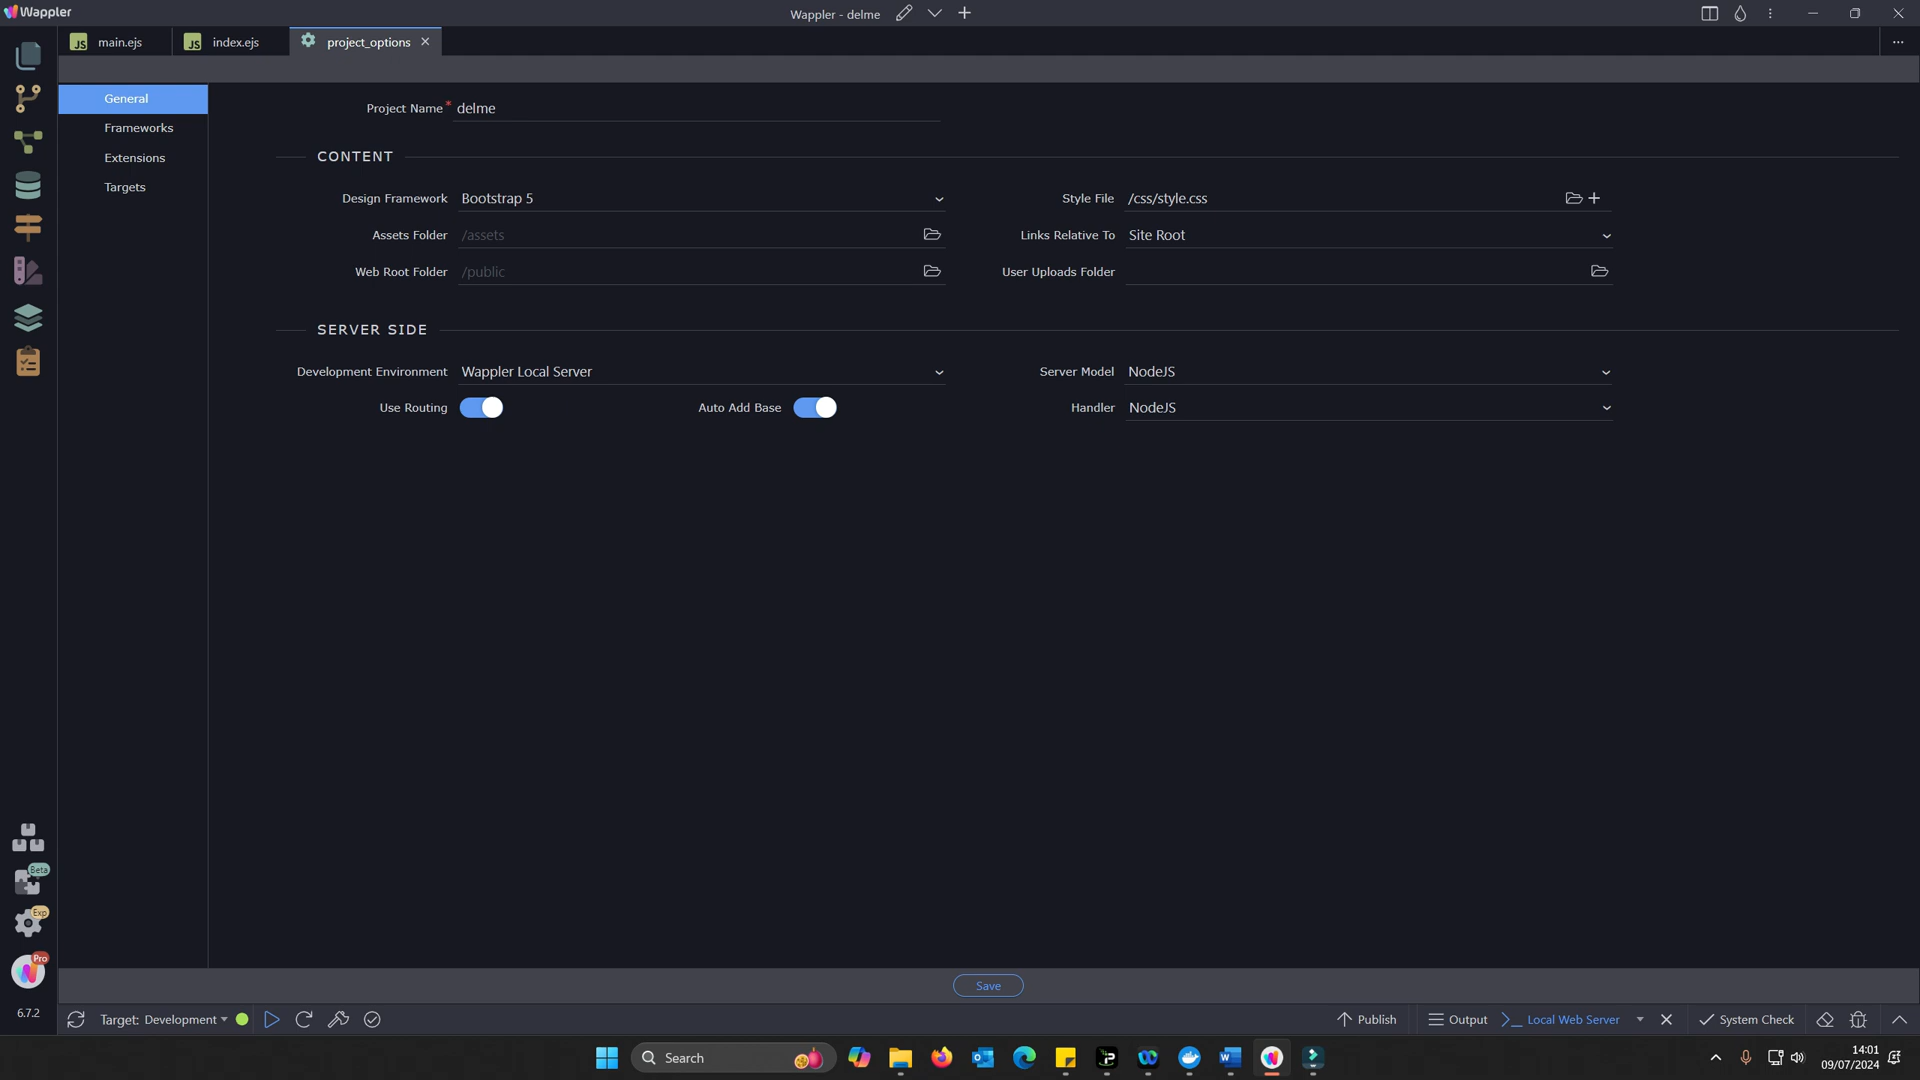 Wappler
Wappler - delme
main.ejs
index.ejs
project_options
General
Frameworks
Extensions
Targets
Project Name * delme
CONTENT
Design Framework Bootstrap 5
Style File /css/style.css
Assets Folder /assets
Links Relative To Site Root
Web Root Folder /public
User Uploads Folder
SERVER SIDE
Development Environment Wappler Local Server
Server Model NodeJS
Use Routing
Auto Add Base
Handler NodeJS
Beta
Exp
Pro
6.7.2
Save
Target: Development
Publish
Output
Local Web Server
System Check
Search
14:01
09/07/2024